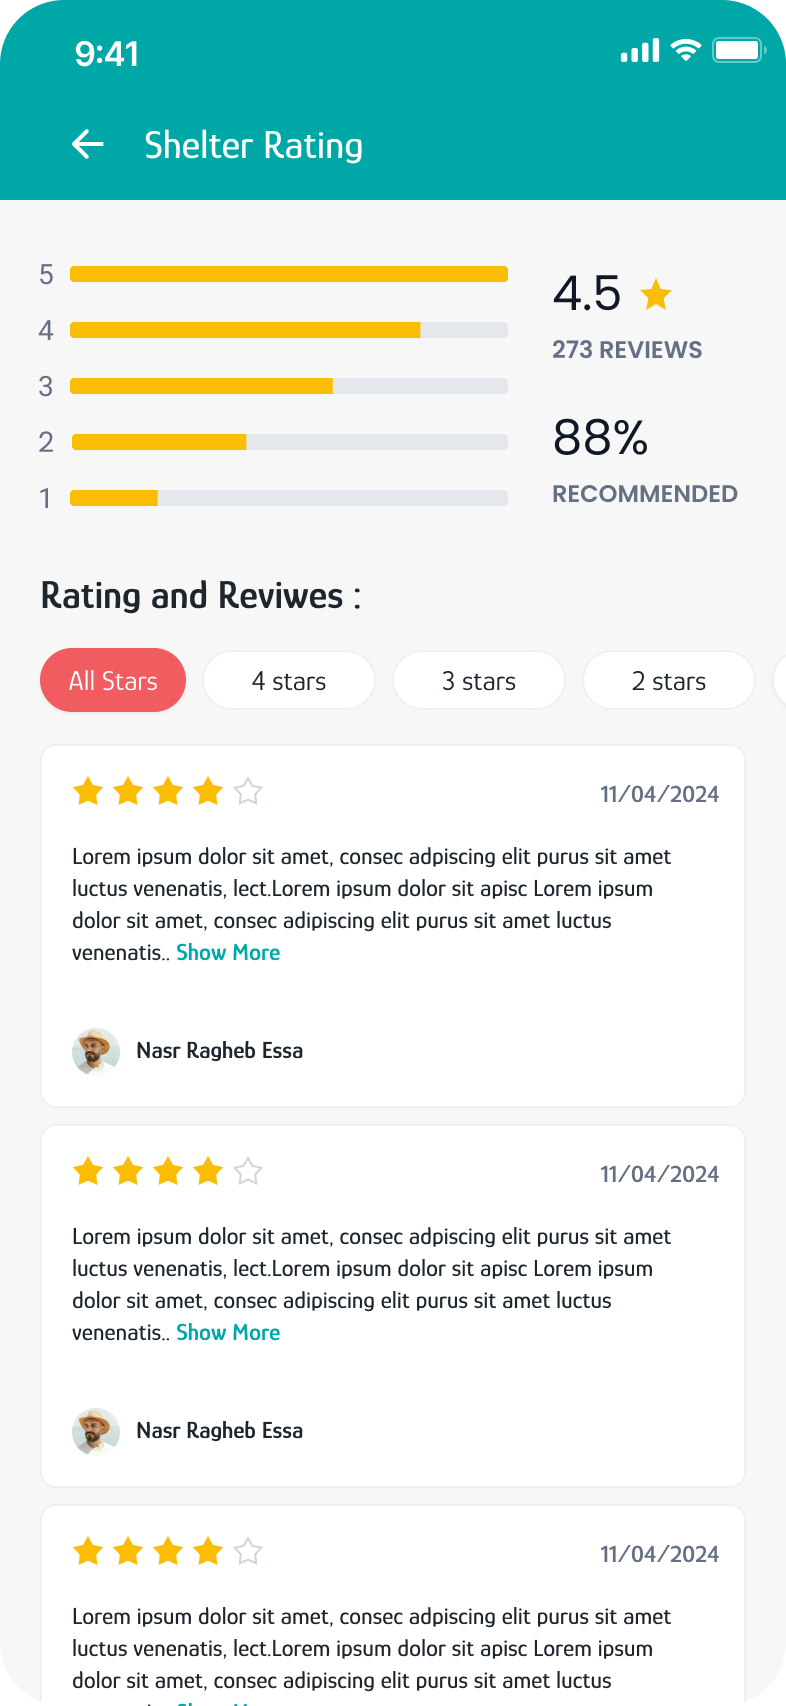 9:41
Shelter Rating
5
4.5
4
273 REVIEWS
3
88%
2
RECOMMENDED
1
Rating and Reviwes :
All Stars 4 stars 3 stars 2 stars
11/04/2024
Lorem ipsum dolor sit amet, consec adpiscing elit purus sit amet
luctus venenatis, lect.Lorem ipsum dolor sit apisc Lorem ipsum
dolor sit amet, consec adipiscing elit purus sit amet luctus
venenatis.. Show More
Nasr Ragheb Essa
11/04/2024
Lorem ipsum dolor sit amet, consec adpiscing elit purus sit amet
luctus venenatis, lect.Lorem ipsum dolor sit apisc Lorem ipsum
dolor sit amet, consec adipiscing elit purus sit amet luctus
venenatis.. Show More
Nasr Ragheb Essa
11/04/2024
Lorem ipsum dolor sit amet, consec adpiscing elit purus sit amet
luctus venenatis, lect.Lorem ipsum dolor sit apisc Lorem ipsum
dolor sit amet, consec adipiscing elit purus sit amet luctus